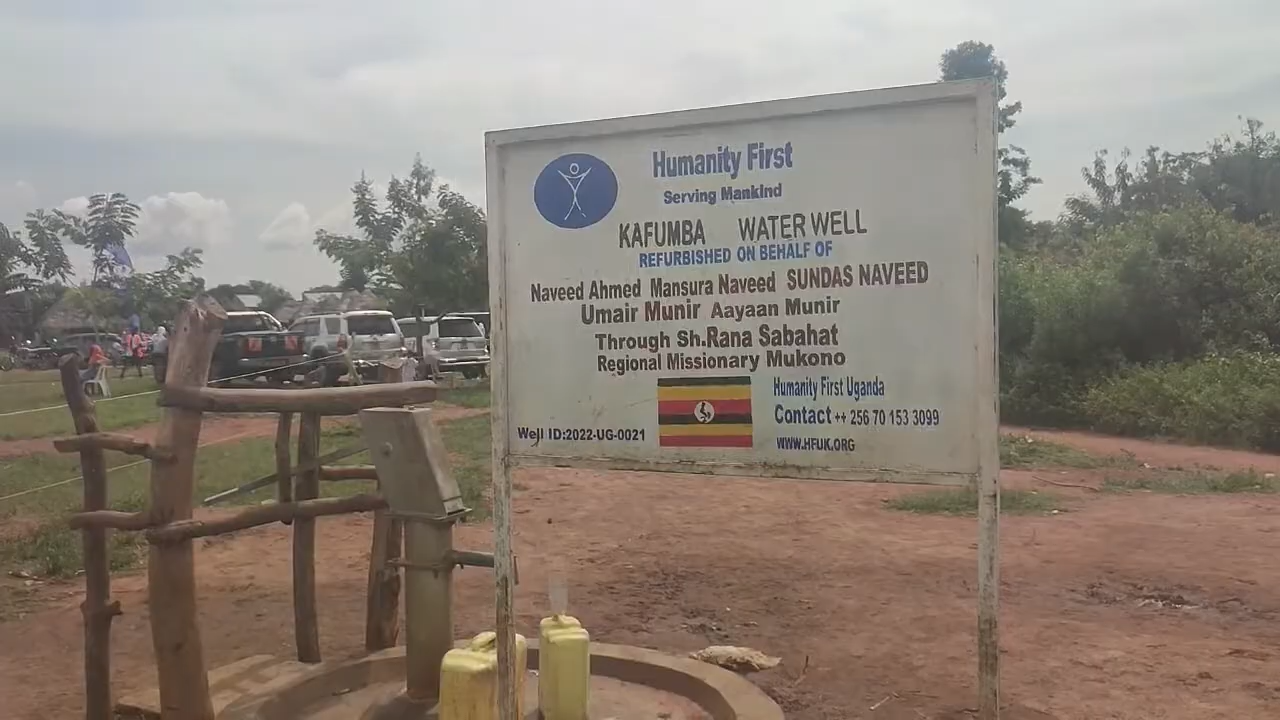 Humanity First
Serving Mankind
KAFUMBA WATER WELL
REFURBISHED ON BEHALF OF
Naveed Ahmed Mansura Naveed SUNDAS NAVEED
Umair Munir Aayaan Munir
Through Sh.Rana Sabahat
Regional Missionary Mukono
Humanity First Uganda
Contact ++ 256 70 153 3099
Well ID:2022-UG-0021
WWW.HFUK.ORG